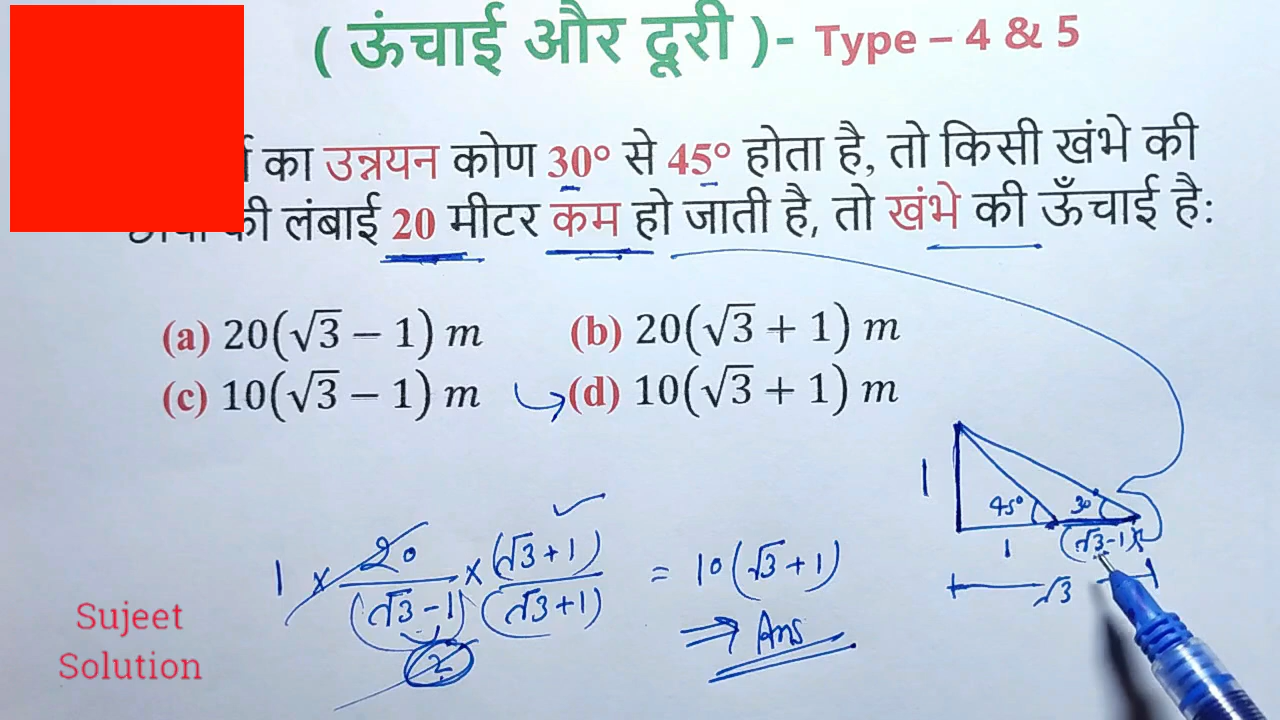 ( ऊंचाई और दूरी )- Type – 4 & 5
का उन्नयन कोण 30° से 45° होता है, तो किसी खंभे की
की लंबाई 20 मीटर कम हो जाती है, तो खंभे की ऊँचाई है:
(a) 20(√3 − 1) m (b) 20(√3 + 1) m
(c) 10(√3 − 1) m (d) 10(√3 + 1) m
1
45° 30
1 (√3-1)
√3
1 × 20/(√3-1) × (√3+1)/(√3+1) = 10(√3+1)
2
⇒ Ans
Sujeet
Solution